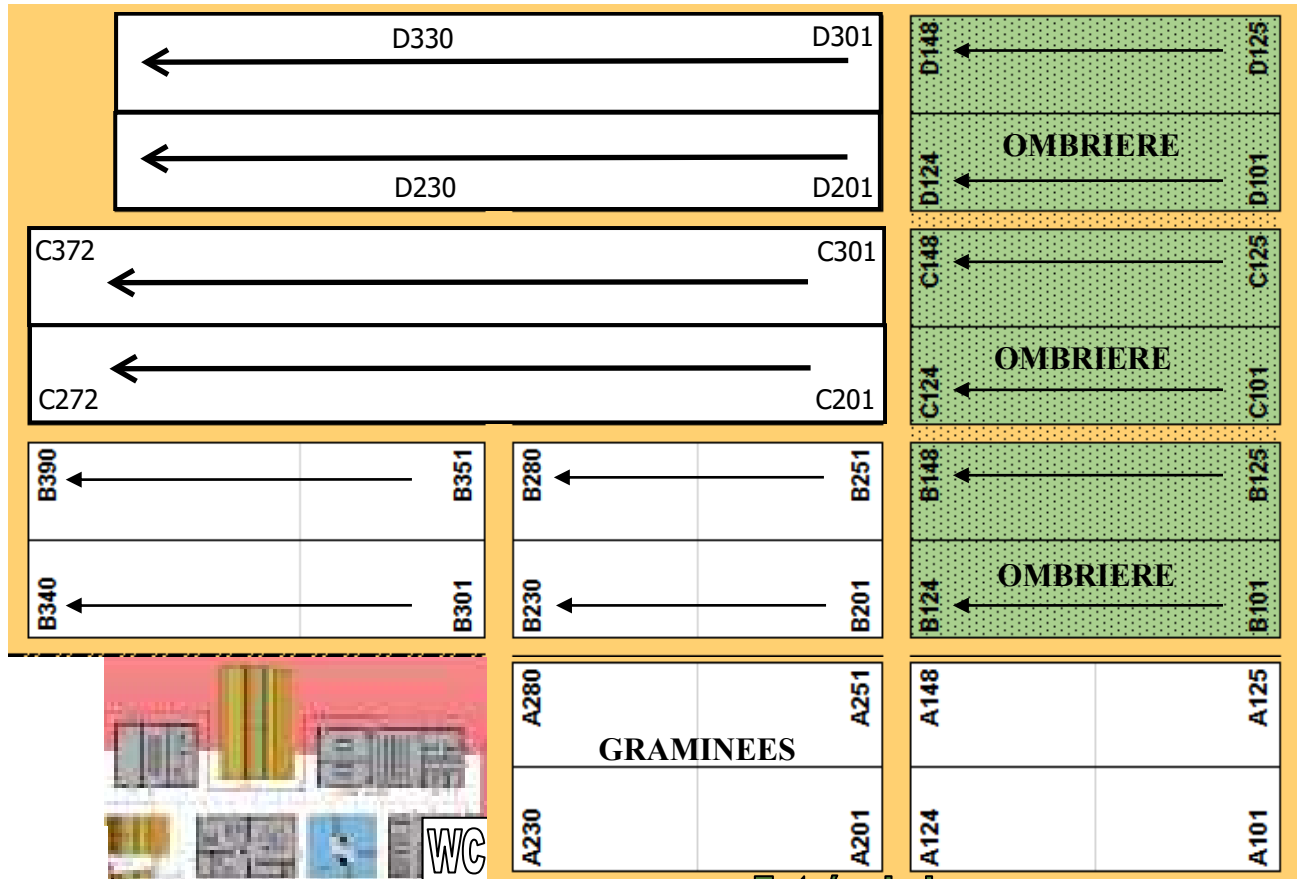 D330 D301
D230 D201
D148 D125
OMBRIERE
D124 D101
C372 C301
C272 C201
C148 C125
OMBRIERE
C124 C101
B390 B351
B340 B301
B280 B251
B230 B201
B148 B125
OMBRIERE
B124 B101
A280 A251
GRAMINEES
A230 A201
A148 A125
A124 A101
WC